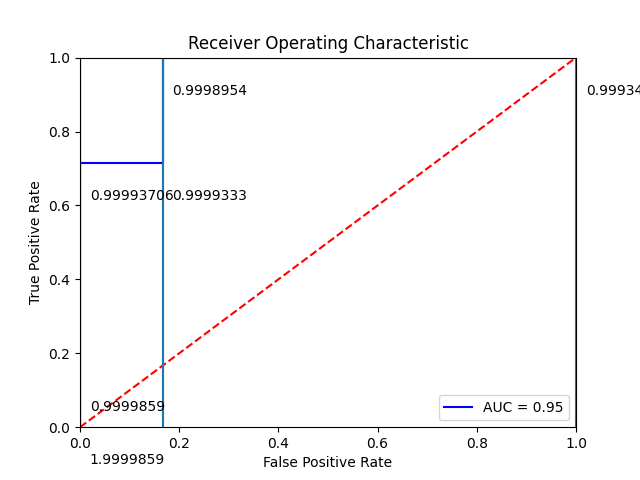 Receiver Operating Characteristic
1.0
0.9998954
0.99934
0.8
0.99993706
0.9999333
0.6
True Positive Rate
0.4
0.2
0.9999859
AUC = 0.95
0.0
0.0 0.2 0.4 0.6 0.8 1.0
1.9999859
False Positive Rate